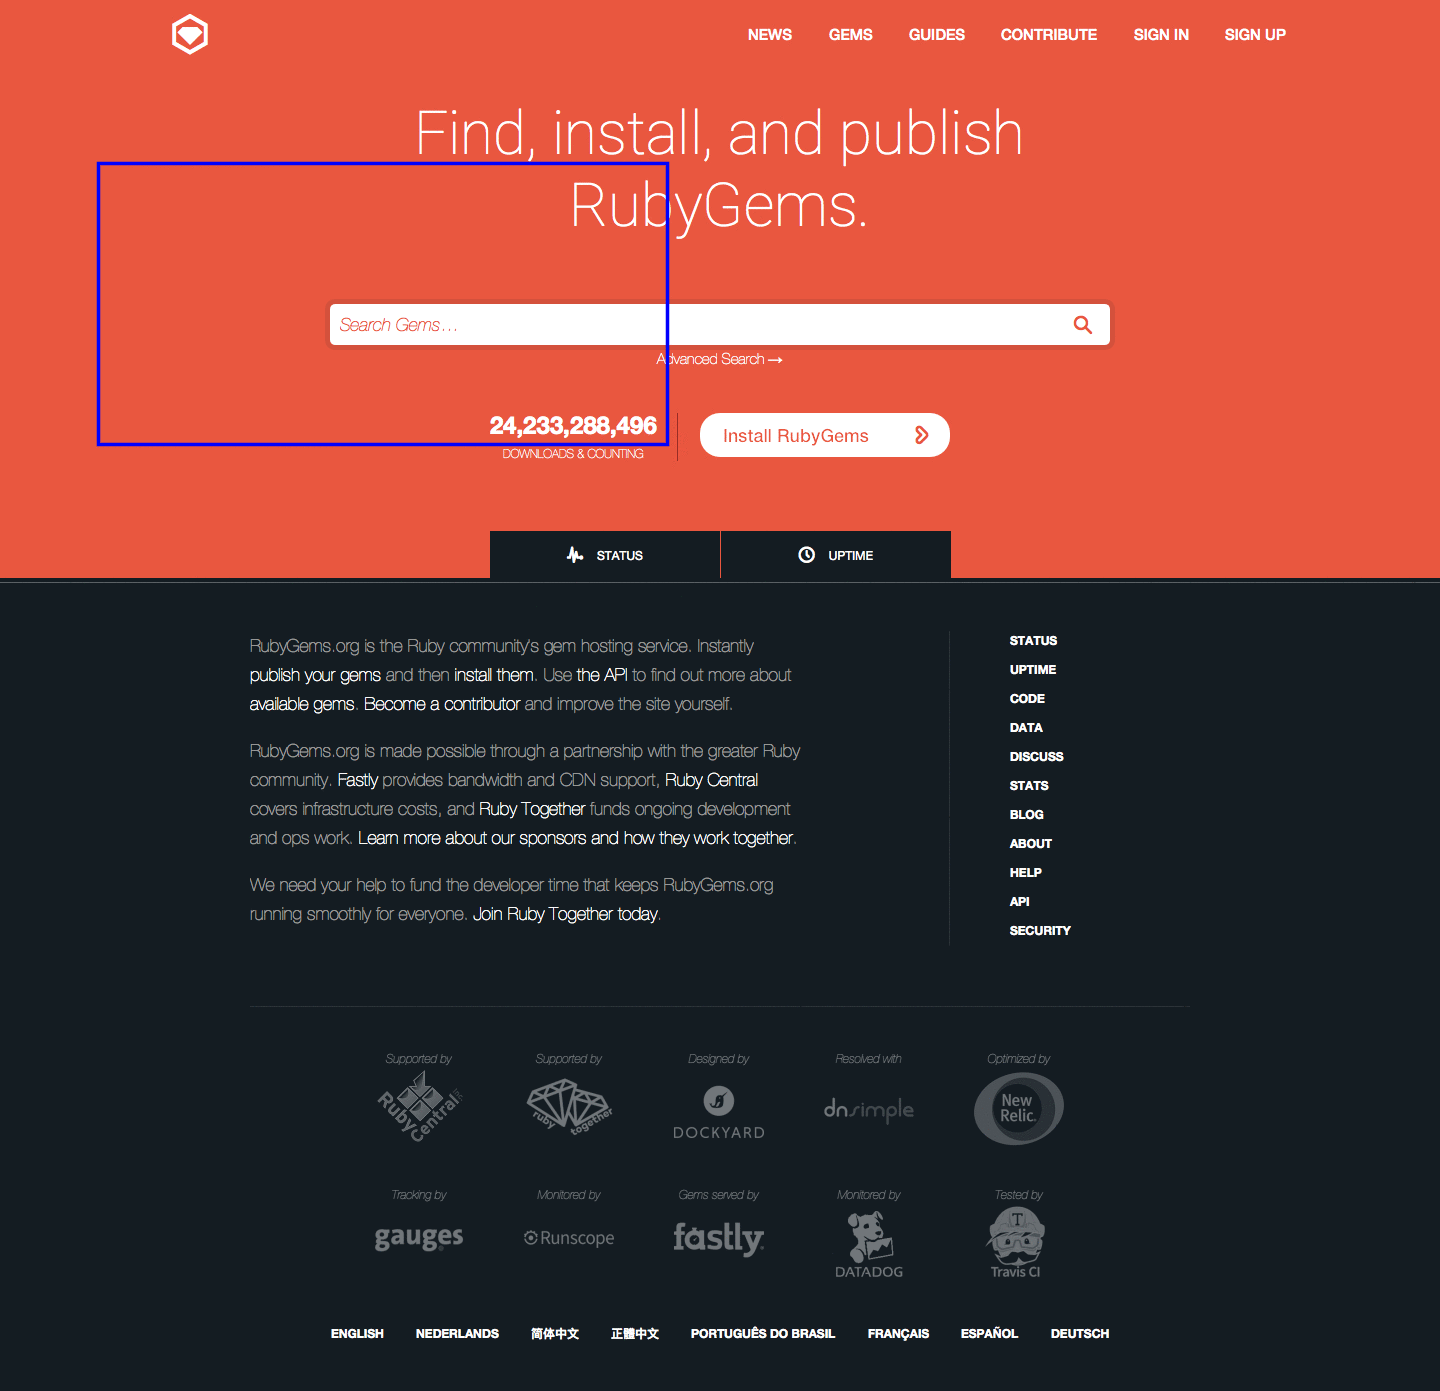 NEWS GEMS GUIDES CONTRIBUTE SIGN IN SIGN UP
Find, install, and publish
RubyGems.
Search Gems…
Advanced Search →
24,233,288,496
DOWNLOADS & COUNTING
Install RubyGems
STATUS UPTIME
RubyGems.org is the Ruby community's gem hosting service. Instantly
publish your gems and then install them. Use the API to find out more about
available gems. Become a contributor and improve the site yourself.
RubyGems.org is made possible through a partnership with the greater Ruby
community. Fastly provides bandwidth and CDN support, Ruby Central
covers infrastructure costs, and Ruby Together funds ongoing development
and ops work. Learn more about our sponsors and how they work together.
We need your help to fund the developer time that keeps RubyGems.org
running smoothly for everyone. Join Ruby Together today.
STATUS
UPTIME
CODE
DATA
DISCUSS
STATS
BLOG
ABOUT
HELP
API
SECURITY
Supported by Supported by Designed by Resolved with Optimized by
RubyCentral
ruby together
DOCKYARD
dnsimple
New
Relic.
Tracking by Monitored by Gems served by Monitored by Tested by
gauges
Runscope
fastly
DATADOG
T
Travis CI
ENGLISH NEDERLANDS 简体中文 正體中文 PORTUGUÊS DO BRASIL FRANÇAIS ESPAÑOL DEUTSCH